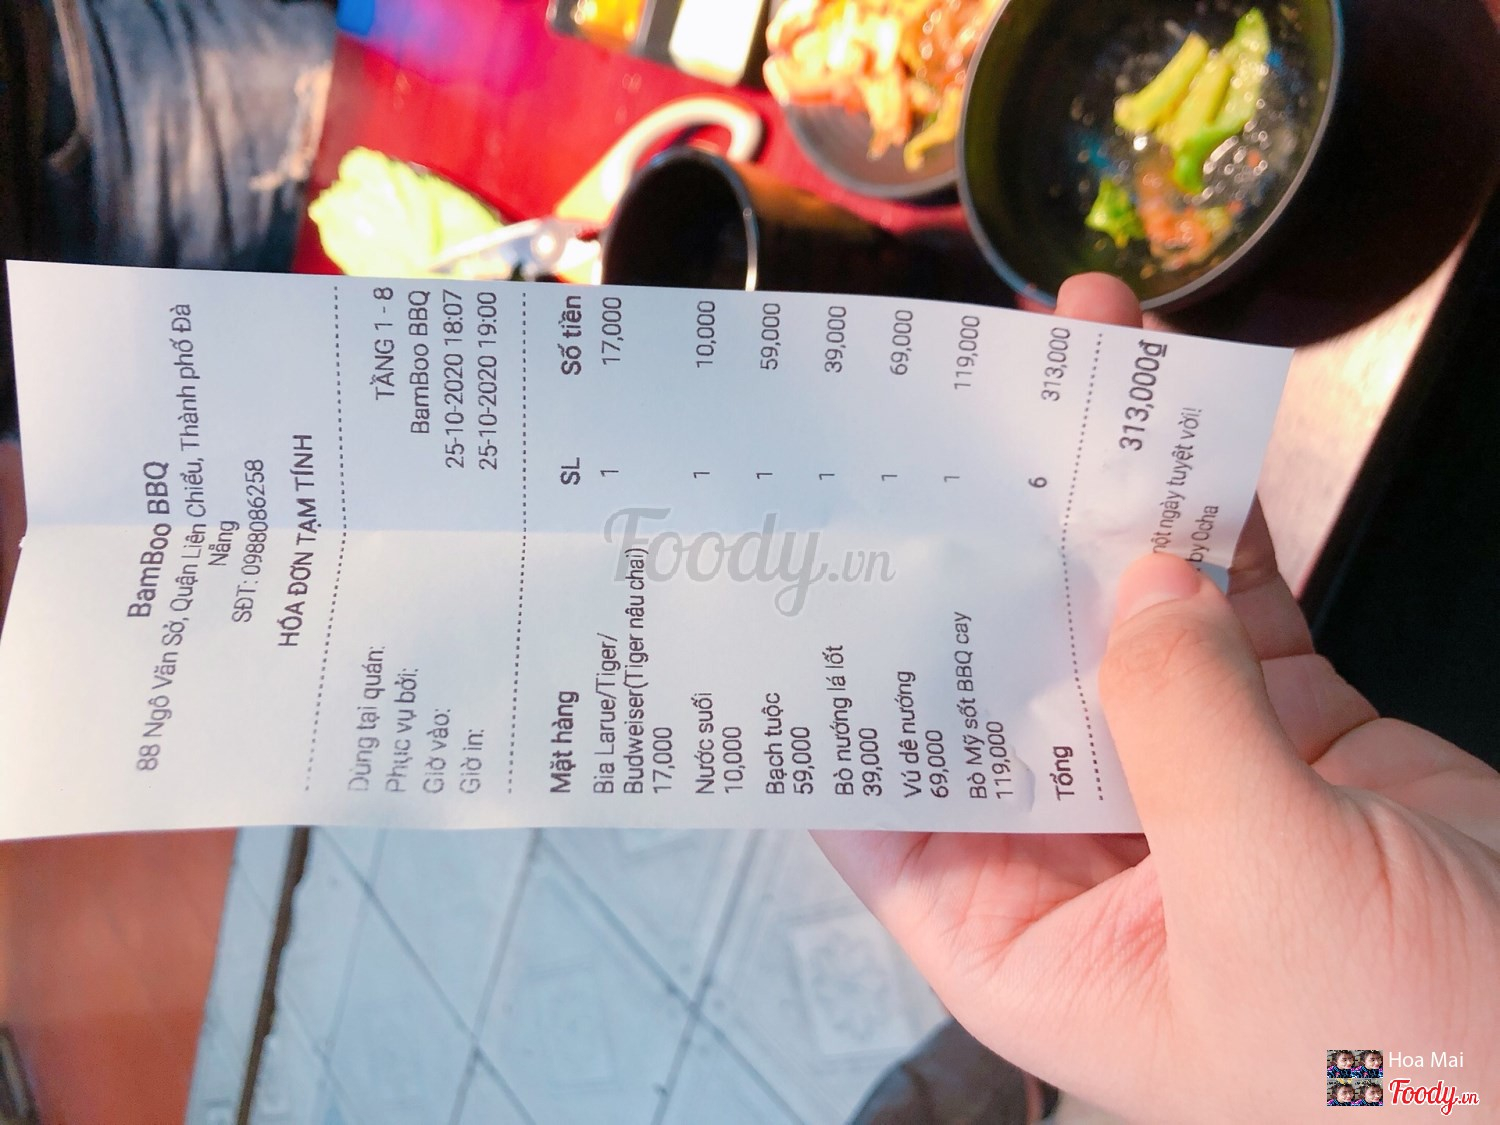 BamBoo BBQ
88 Ngô Văn Sở, Quận Liên Chiểu, Thành phố Đà
Nẵng
SĐT: 0988086258
HÓA ĐƠN TẠM TÍNH
Dùng tại quán: TẦNG 1 - 8
Phục vụ bởi: BamBoo BBQ
Giờ vào: 25-10-2020 18:07
Giờ in: 25-10-2020 19:00
Mặt hàng SL Số tiền
Bia Larue/Tiger/ 1 17,000
Budweiser(Tiger nâu chai)
17,000
Nước suối 1 10,000
10,000
Bạch tuộc 1 59,000
59,000
Bò nướng lá lốt 1 39,000
39,000
Vú dê nướng 1 69,000
69,000
Bò Mỹ sốt BBQ cay 1 119,000
119,000
Tổng 6 313,000
313,000₫
một ngày tuyệt vời!
by Ocha
Foody.vn
Hoa Mai
Foody.vn